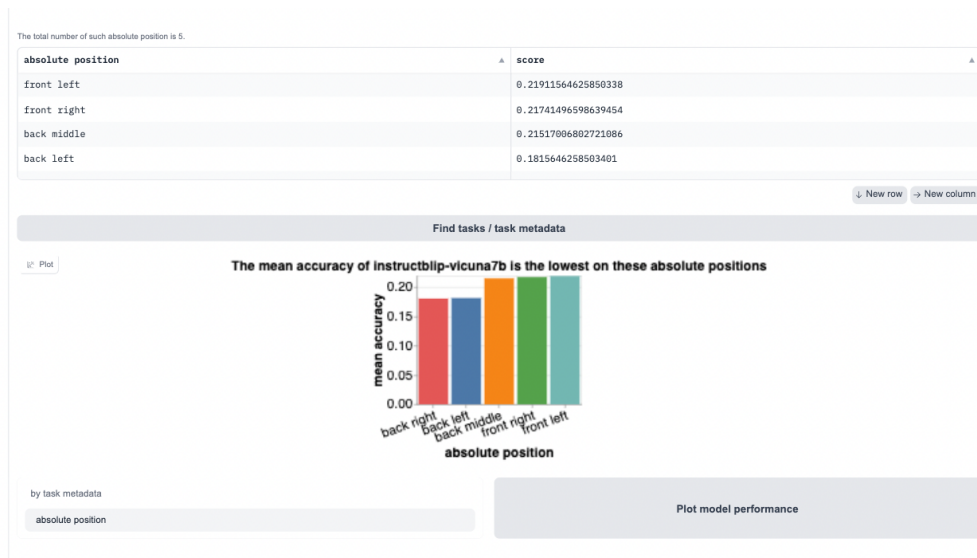 The total number of such absolute position is 5.
absolute position score
front left 0.21911564625850338
front right 0.21741496598639454
back middle 0.21517006802721086
back left 0.1815646258503401
↓ New row → New column
Find tasks / task metadata
Plot
The mean accuracy of instructblip-vicuna7b is the lowest on these absolute positions
0.20
0.15
0.10
0.05
0.00
mean accuracy
back right back left back middle front right front left
absolute position
by task metadata
absolute position
Plot model performance